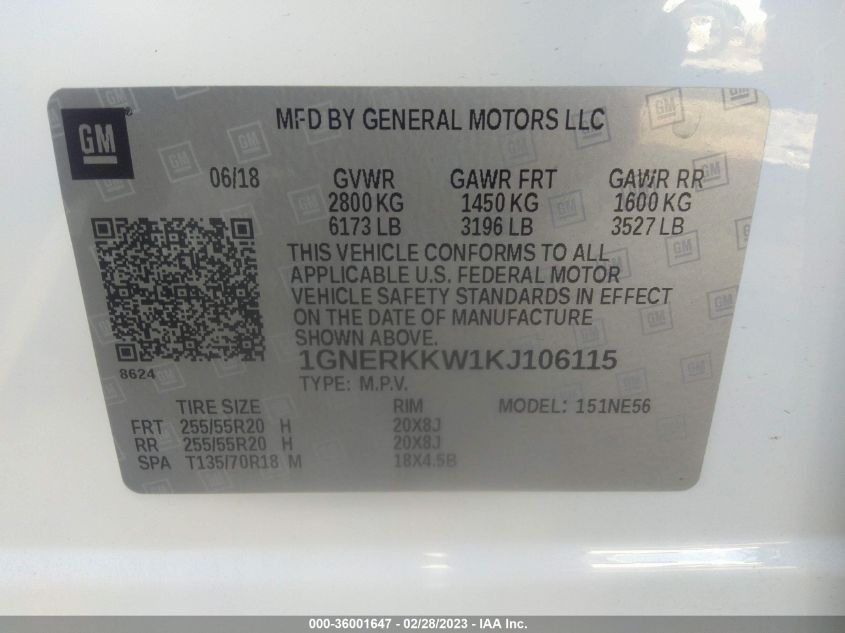 GM
MFD BY GENERAL MOTORS LLC
06/18 GVWR GAWR FRT GAWR RR
2800 KG 1450 KG 1600 KG
6173 LB 3196 LB 3527 LB
THIS VEHICLE CONFORMS TO ALL
APPLICABLE U.S. FEDERAL MOTOR
VEHICLE SAFETY STANDARDS IN EFFECT
ON THE DATE OF MANUFACTURE
SHOWN ABOVE.
1GNERKKW1KJ106115
8624
TYPE: M.P.V.
TIRE SIZE RIM MODEL: 151NE56
FRT 255/55R20 H 20X8J
RR 255/55R20 H 20X8J
SPA T135/70R18 M 18X4.5B
000-36001647 - 02/28/2023 - IAA Inc.